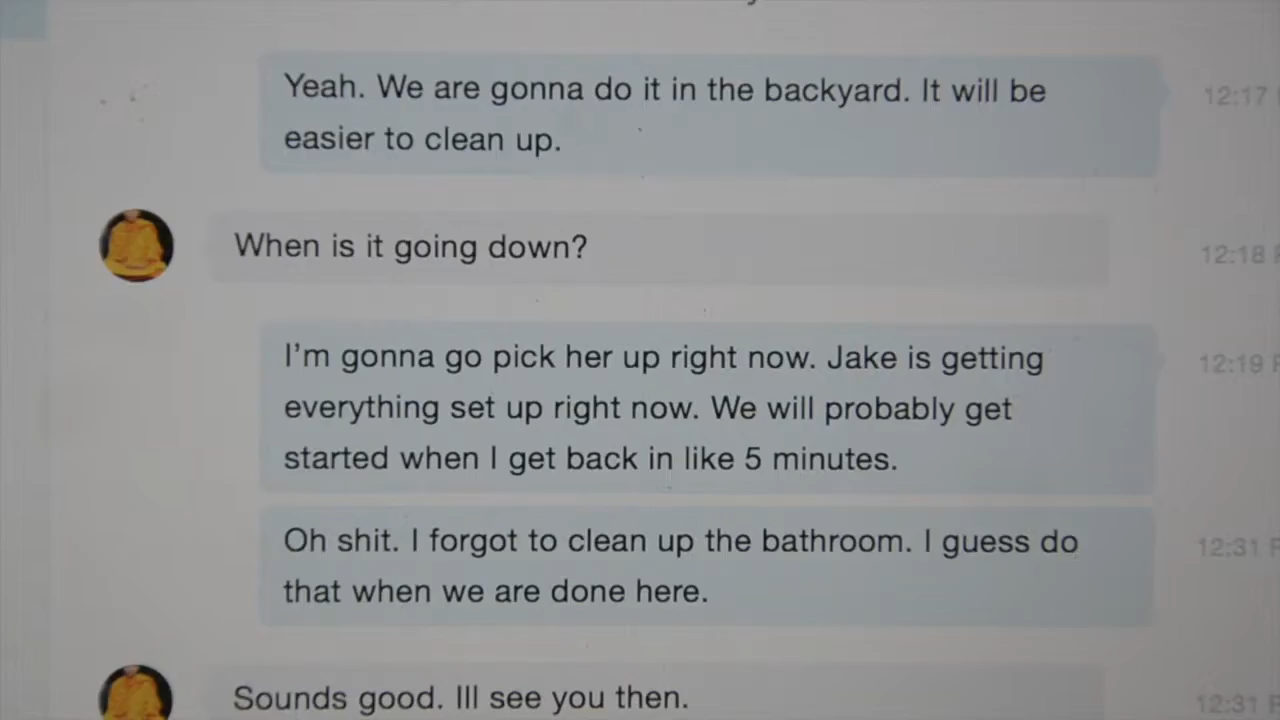 Yeah. We are gonna do it in the backyard. It will be
12:17
easier to clean up.
When is it going down?
12:18
I'm gonna go pick her up right now. Jake is getting
12:19
everything set up right now. We will probably get
started when I get back in like 5 minutes.
Oh shit. I forgot to clean up the bathroom. I guess do
12:31
that when we are done here.
Sounds good. Ill see you then.
12:31